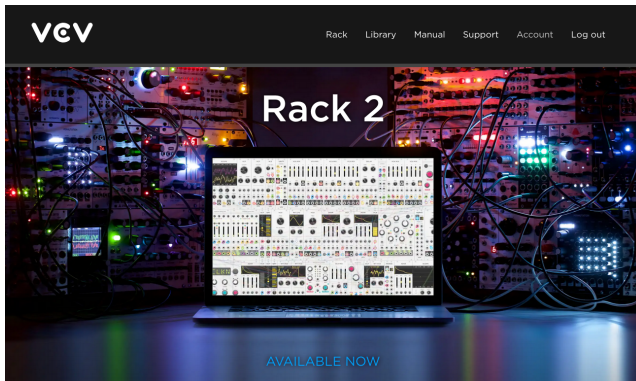 VCV
Rack Library Manual Support Account Log out
Rack 2
AVAILABLE NOW